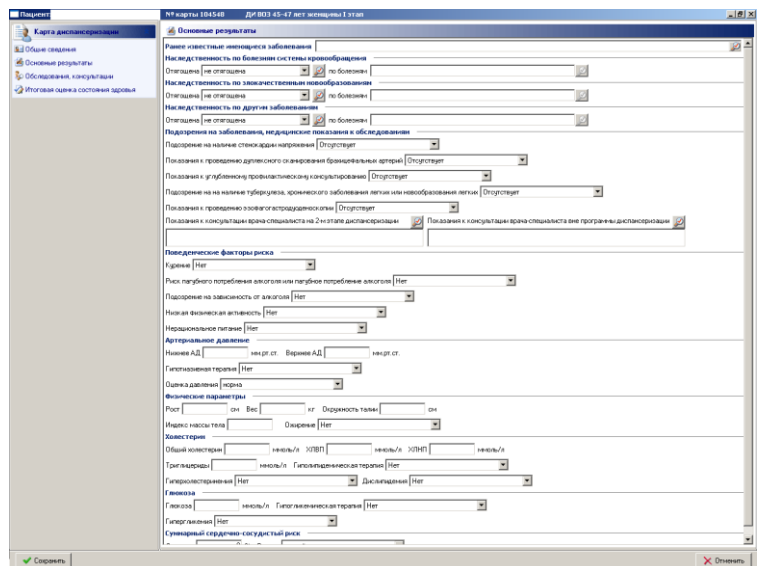 Пациент № карты 104548 ДИ ВОЗ 45-47 лет женщины I этап
Карта диспансеризации
Общие сведения
Основные результаты
Обследования, консультации
Итоговая оценка состояния здоровья
Основные результаты
Ранее известные имеющиеся заболевания
Наследственность по болезням системы кровообращения
Отягощена не отягощена по болезням
Наследственность по злокачественным новообразованиям
Отягощена не отягощена по болезням
Наследственность по другим заболеваниям
Отягощена не отягощена по болезням
Подозрения на заболевания, медицинские показания к обследованиям
Подозрение на наличие стенокардии напряжения Отсутствует
Показания к проведению дуплексного сканирования брахицефальных артерий Отсутствует
Показания к углубленному профилактическому консультированию Отсутствует
Подозрение на на наличие туберкулеза, хронического заболевания легких или новообразования легких Отсутствует
Показания к проведению эзофагогастродуоденоскопии Отсутствует
Показания к консультации врача-специалиста на 2-м этапе диспансеризации Показания к консультации врача-специалиста вне программы диспансеризации
Поведенческие факторы риска
Курение Нет
Риск пагубного потребления алкоголя или пагубное потребление алкоголя Нет
Подозрение на зависимость от алкоголя Нет
Низкая физическая активность Нет
Нерациональное питание Нет
Артериальное давление
Нижнее АД мм.рт.ст. Верхнее АД мм.рт.ст.
Гипотензивная терапия Нет
Оценка давления норма
Физические параметры
Рост см Вес кг Окружность талии см
Индекс массы тела Ожирение Нет
Холестерин
Общий холестерин ммоль/л ХЛВП ммоль/л ХЛНП ммоль/л
Триглицериды ммоль/л Гиполипидемическая терапия Нет
Гиперхолестеринемия Нет Дислипидемия Нет
Глюкоза
Глюкоза ммоль/л Гипогликемическая терапия Нет
Гипергликемия Нет
Суммарный сердечно-сосудистый риск
Сохранить Отменить